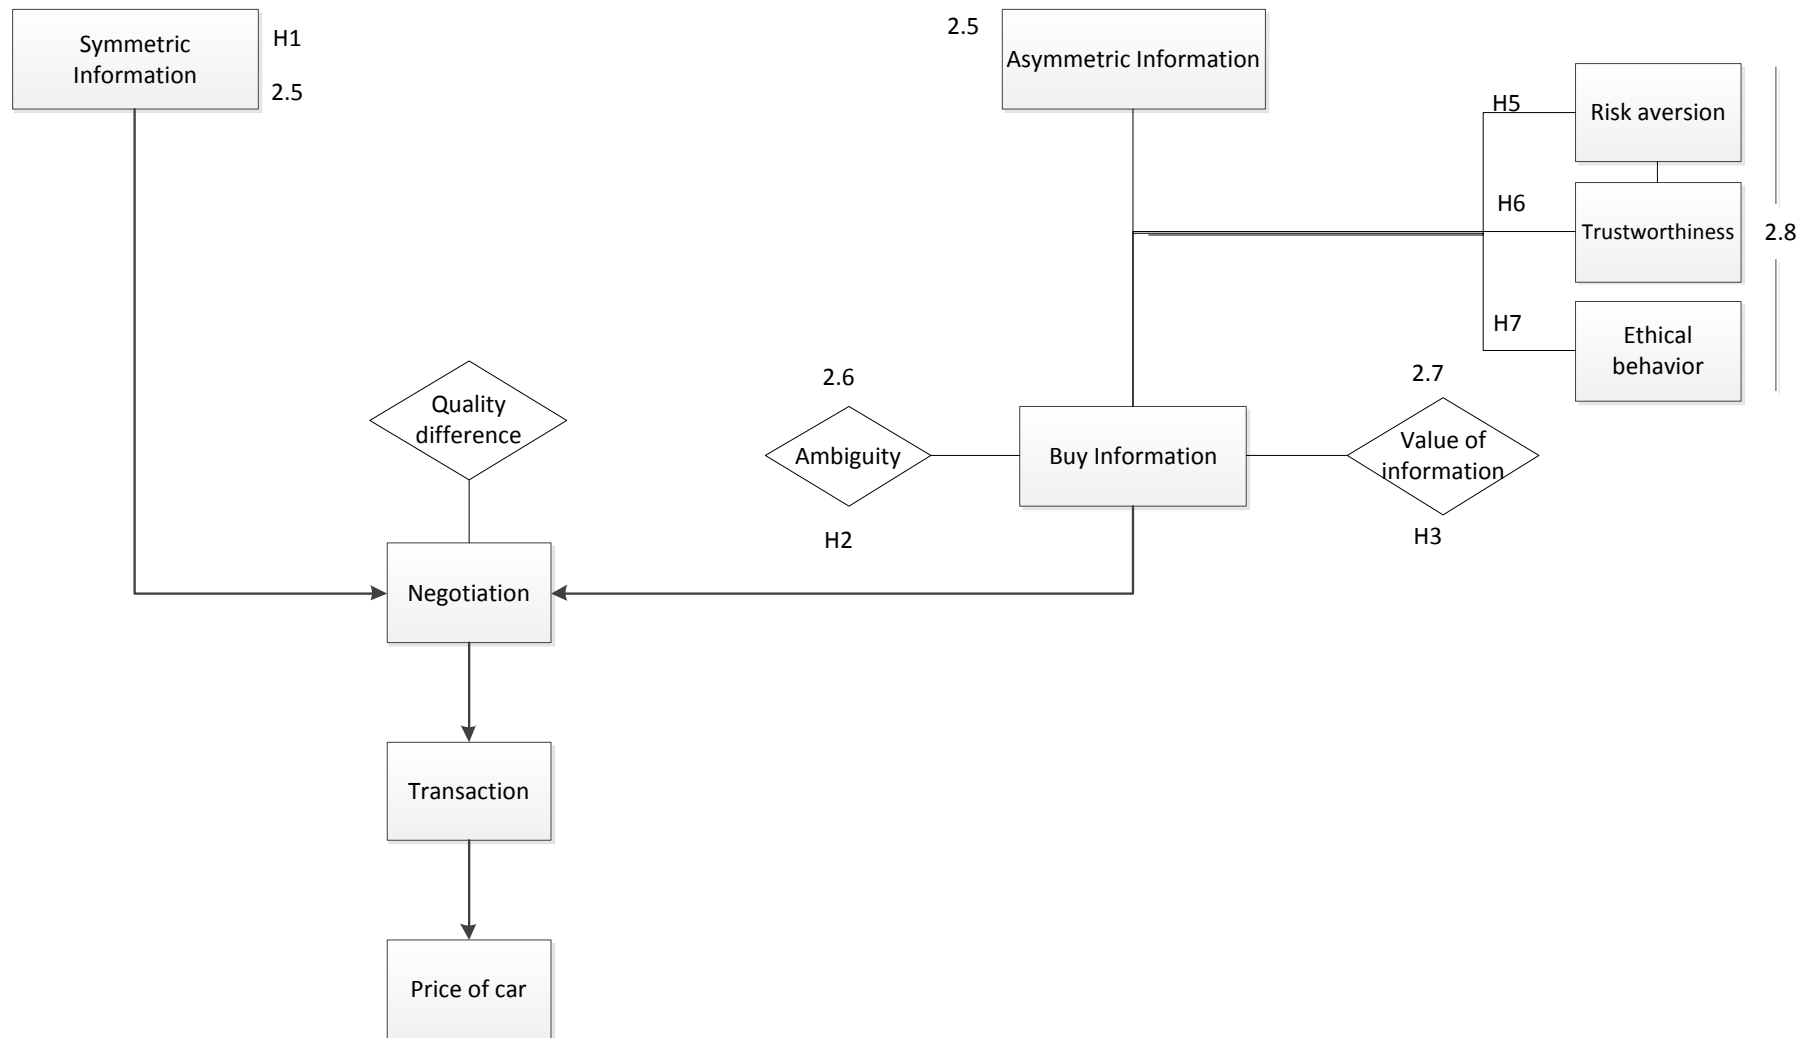 Symmetric
Information
H1
2.5
2.5
Asymmetric Information
H5
Risk aversion
H6
Trustworthiness
2.8
H7
Ethical
behavior
Quality
difference
2.6
Ambiguity
H2
Buy Information
2.7
Value of
information
H3
Negotiation
Transaction
Price of car